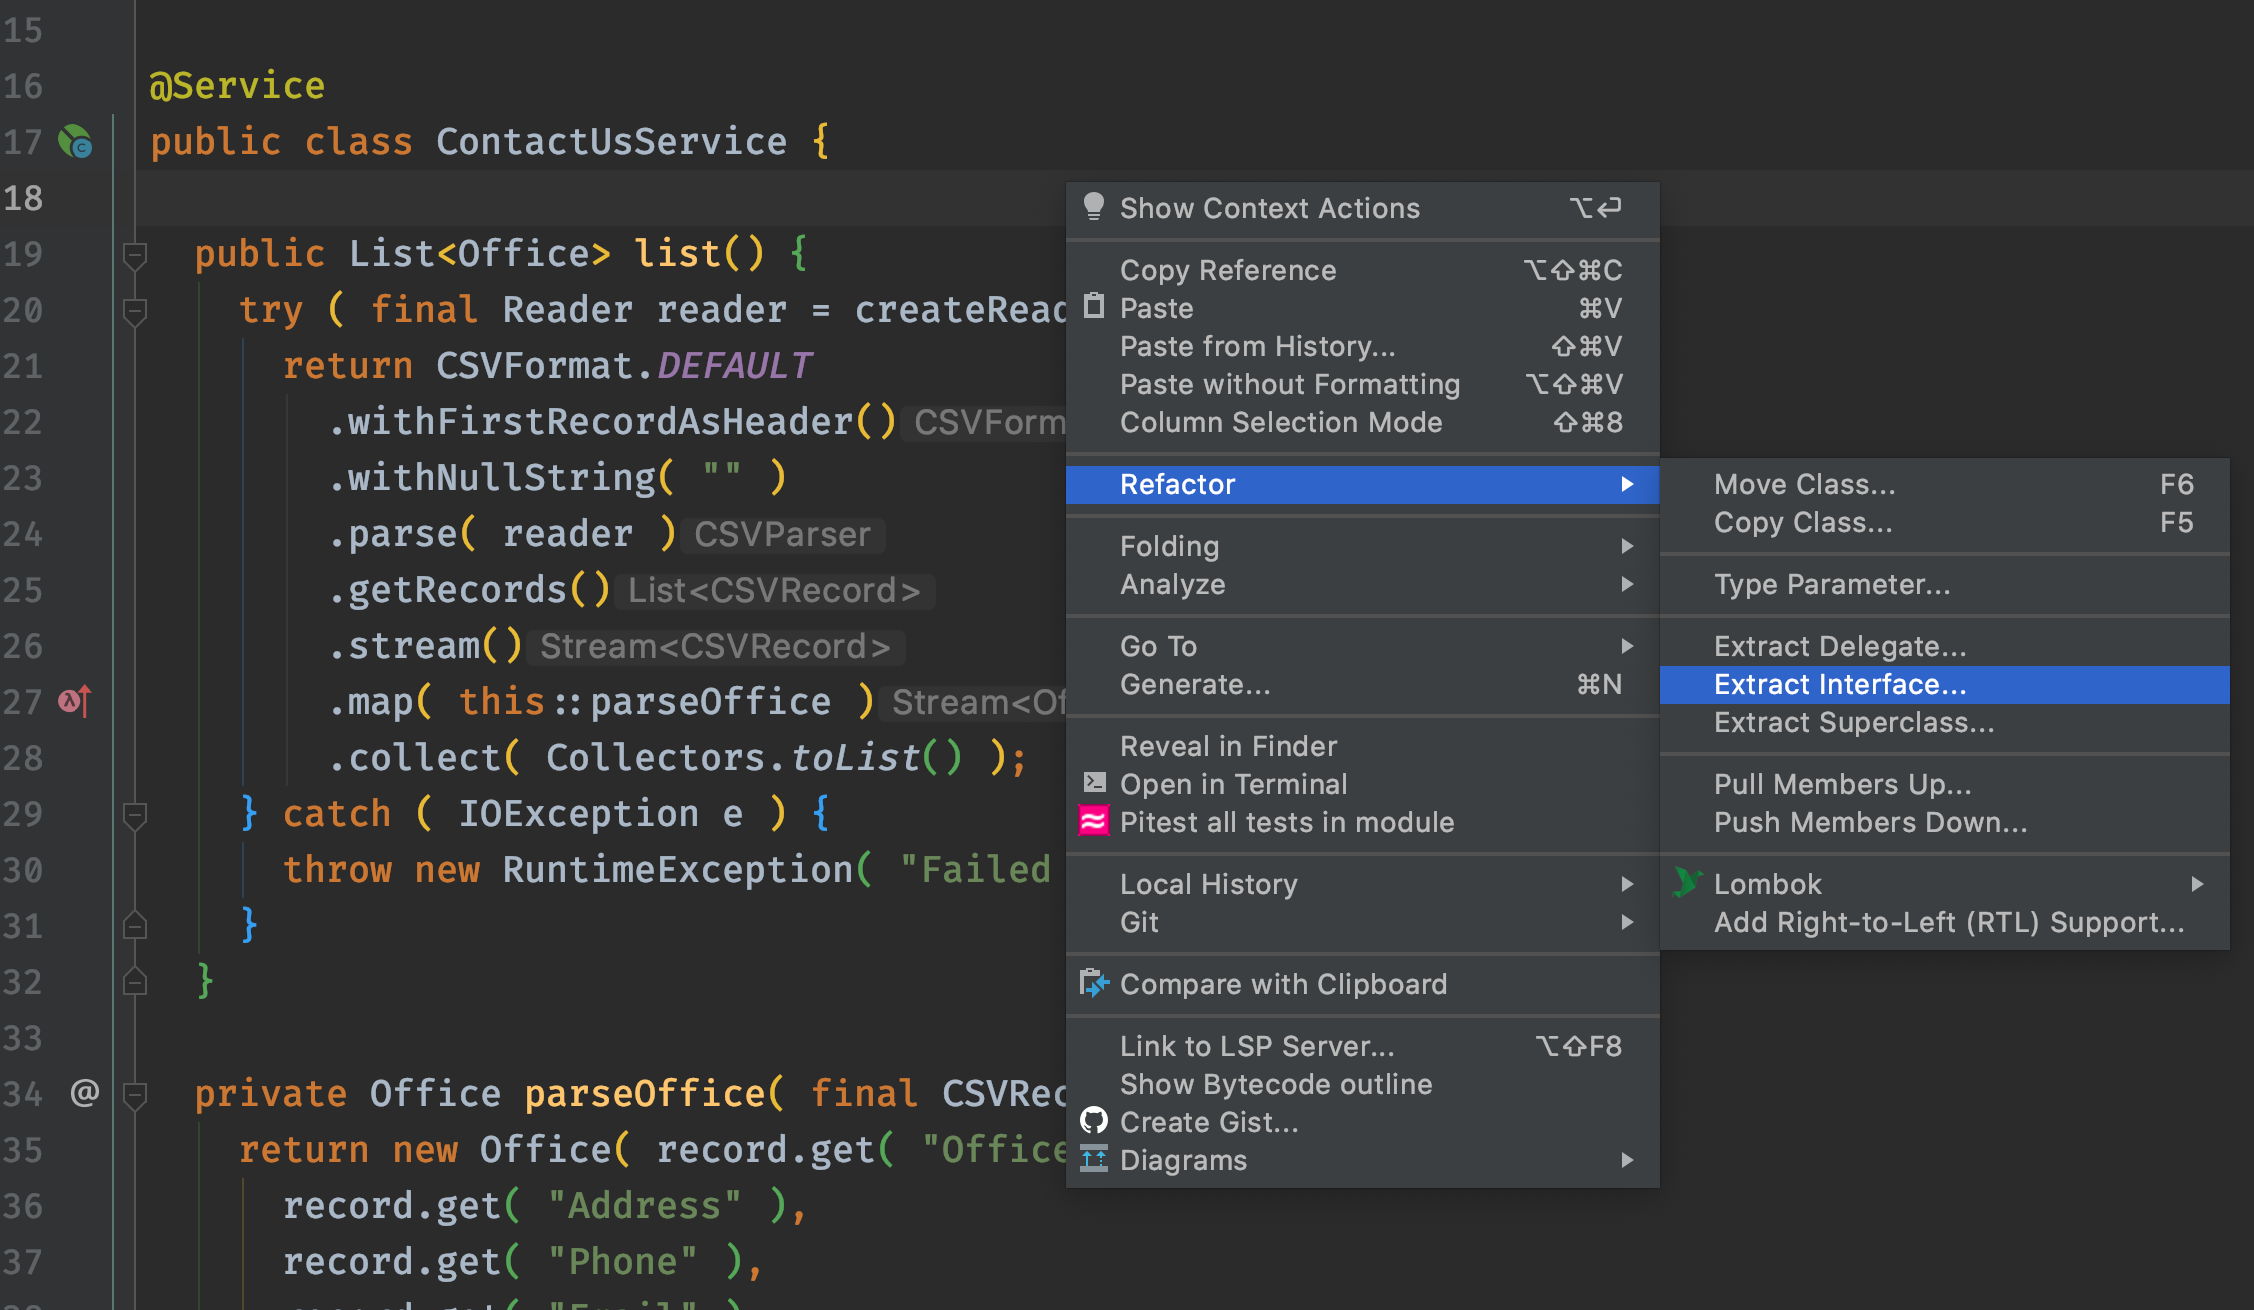 15
16 @Service
17 public class ContactUsService {
18
19 public List<Office> list() {
20 try ( final Reader reader = createRead
21 return CSVFormat.DEFAULT
22 .withFirstRecordAsHeader() CSVForm
23 .withNullString( "" )
24 .parse( reader ) CSVParser
25 .getRecords() List<CSVRecord>
26 .stream() Stream<CSVRecord>
27 .map( this::parseOffice ) Stream<Of
28 .collect( Collectors.toList() );
29 } catch ( IOException e ) {
30 throw new RuntimeException( "Failed
31 }
32 }
33
34 @ private Office parseOffice( final CSVRec
35 return new Office( record.get( "Office
36 record.get( "Address" ),
37 record.get( "Phone" ),
38 record.get( "Email" )
Show Context Actions ⌥⏎
Copy Reference ⌥⇧⌘C
Paste ⌘V
Paste from History... ⇧⌘V
Paste without Formatting ⌥⇧⌘V
Column Selection Mode ⇧⌘8
Refactor
Folding
Analyze
Go To
Generate... ⌘N
Reveal in Finder
Open in Terminal
Pitest all tests in module
Local History
Git
Compare with Clipboard
Link to LSP Server... ⌥⇧F8
Show Bytecode outline
Create Gist...
Diagrams
Move Class... F6
Copy Class... F5
Type Parameter...
Extract Delegate...
Extract Interface...
Extract Superclass...
Pull Members Up...
Push Members Down...
Lombok
Add Right-to-Left (RTL) Support...